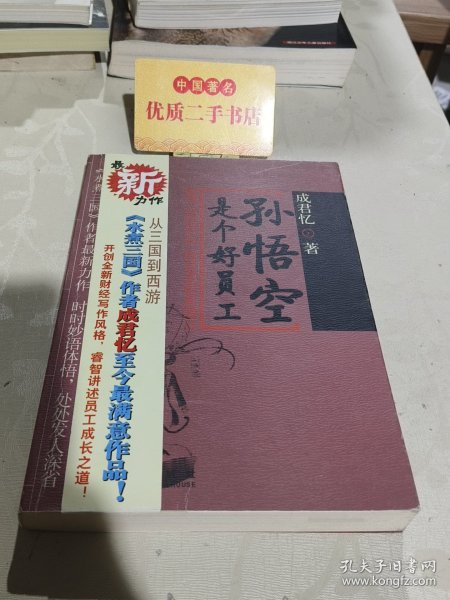 中国著名
优质二手书店
最
新
力作
从三国到西游
《水煮三国》作者成君忆至今最满意作品！
开创全新财经写作风格，睿智讲述员工成长之道！
《水煮三国》作者最新力作 时时妙语体悟，处处发人深省
孙悟空
是个好员工
成君忆 著
HOUSE
孔夫子旧书网
www.kongfz.com